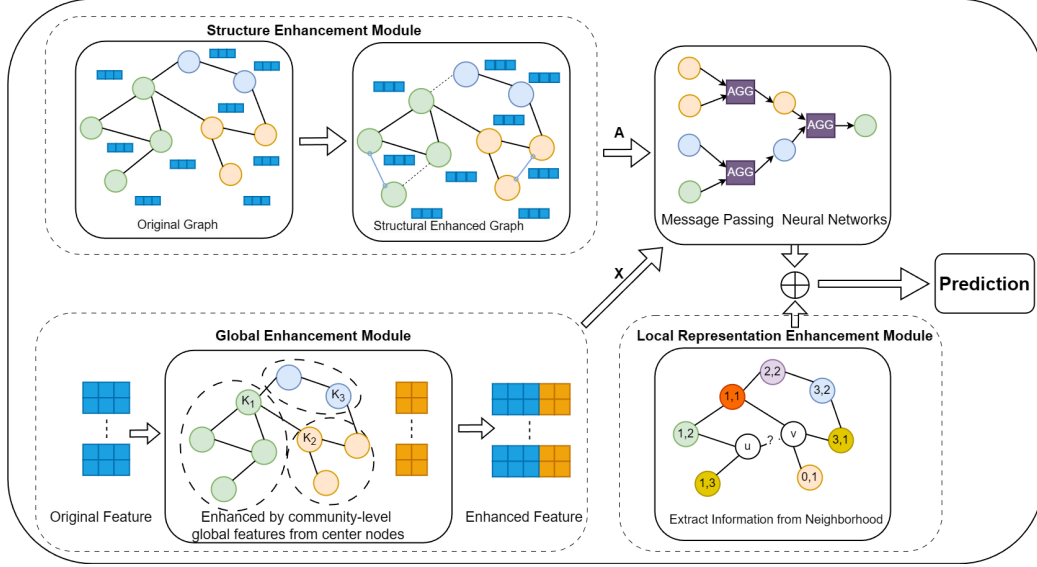 Structure Enhancement Module
Original Graph
Structural Enhanced Graph
A
AGG
AGG
AGG
Message Passing Neural Networks
X
Prediction
Global Enhancement Module
K1
K3
K2
Original Feature
Enhanced by community-level
global features from center nodes
Enhanced Feature
Local Representation Enhancement Module
2,2
1,1
3,2
1,2
u
?
v
3,1
1,3
0,1
Extract Information from Neighborhood